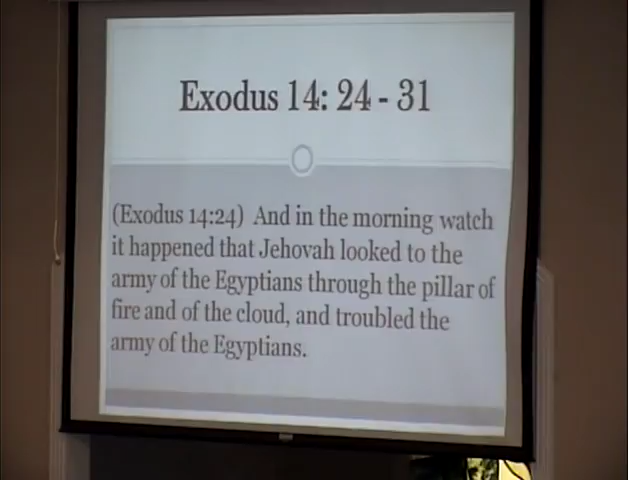 Exodus 14: 24 - 31
(Exodus 14:24) And in the morning watch
it happened that Jehovah looked to the
army of the Egyptians through the pillar of
fire and of the cloud, and troubled the
army of the Egyptians.